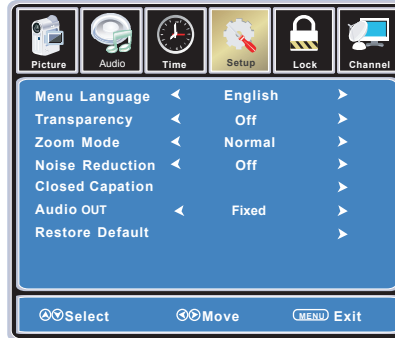 Picture Audio Time Setup Lock Channel
Menu Language English
Transparency Off
Zoom Mode Normal
Noise Reduction Off
Closed Capation
Audio OUT Fixed
Restore Default
Select Move MENU Exit